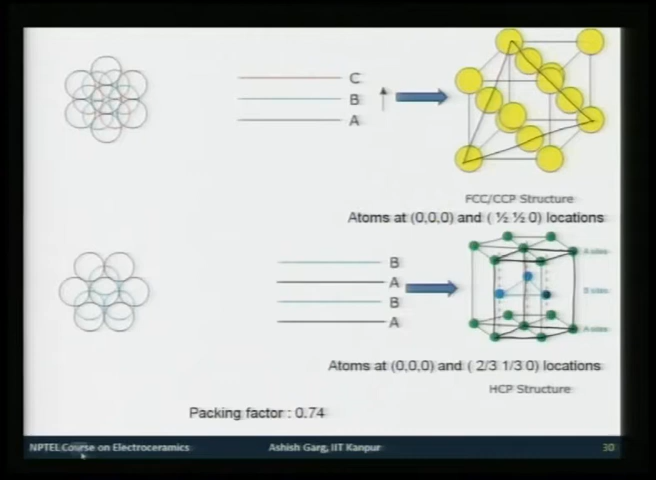 C
B
A
FCC/CCP Structure
Atoms at (0,0,0) and ( ½ ½ 0) locations
B
A
B
A
A sites
B sites
A sites
Atoms at (0,0,0) and ( 2/3 1/3 0) locations
HCP Structure
Packing factor : 0.74
NPTEL Course on Electroceramics
Ashish Garg, IIT Kanpur
30